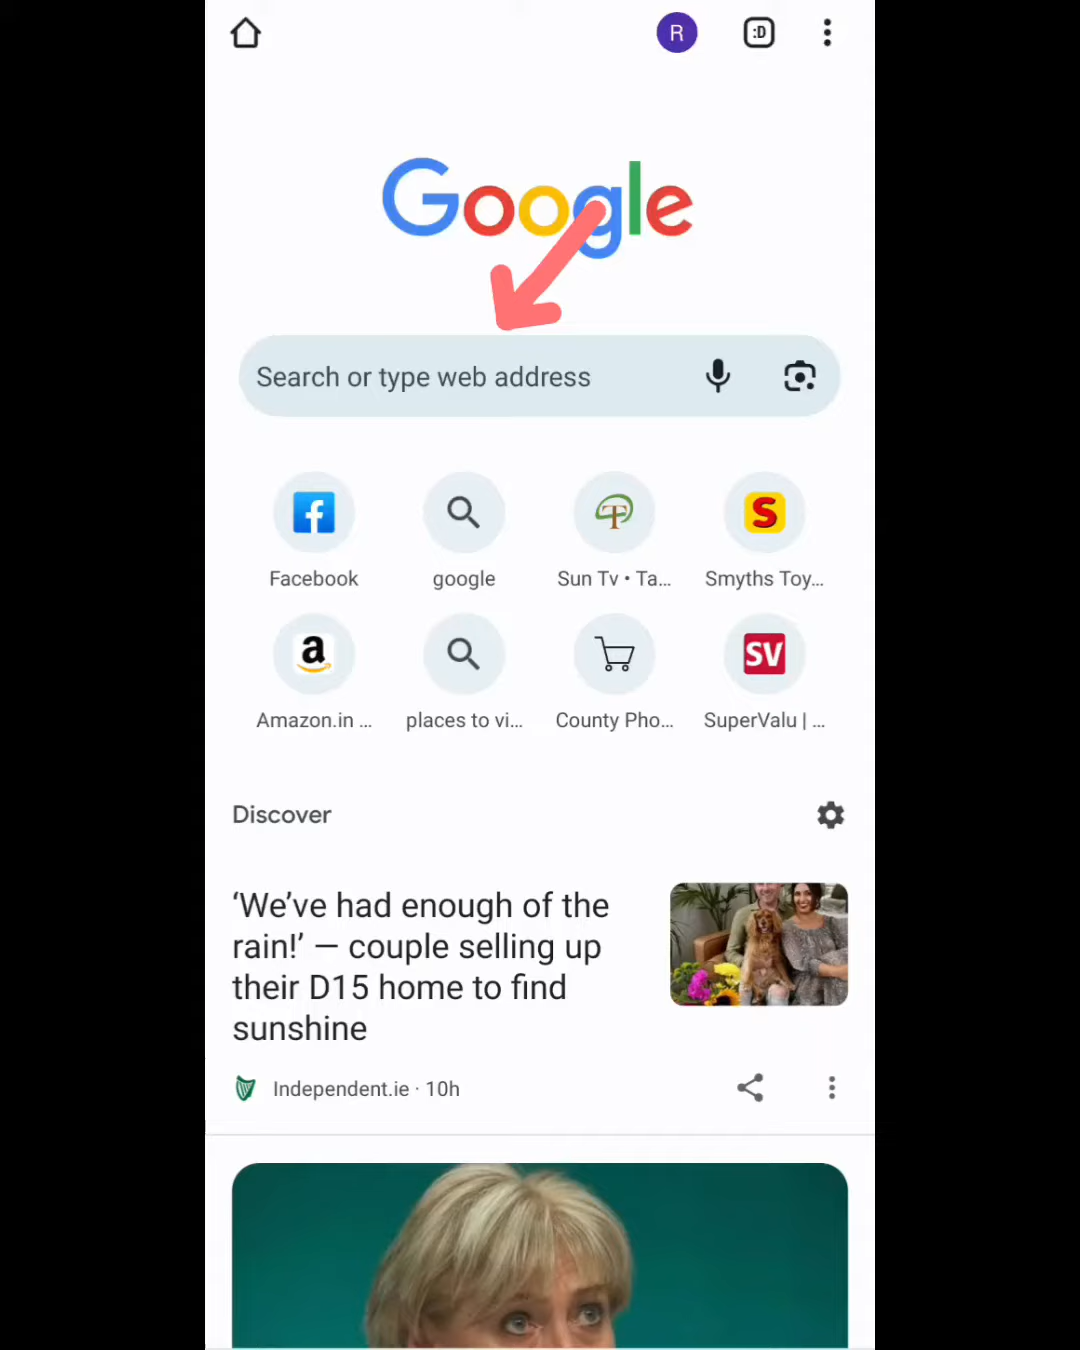 R
:D
Google
Search or type web address
Facebook
google
Sun Tv • Ta...
Smyths Toy...
Amazon.in ...
places to vi...
County Pho...
SuperValu | ...
Discover
‘We’ve had enough of the
rain!’ — couple selling up
their D15 home to find
sunshine
Independent.ie · 10h